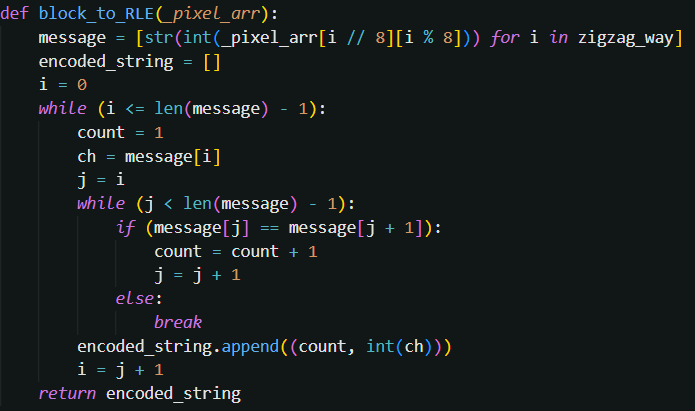 def block_to_RLE(_pixel_arr):
    message = [str(int(_pixel_arr[i // 8][i % 8])) for i in zigzag_way]
    encoded_string = []
    i = 0
    while (i <= len(message) - 1):
        count = 1
        ch = message[i]
        j = i
        while (j < len(message) - 1):
            if (message[j] == message[j + 1]):
                count = count + 1
                j = j + 1
            else:
                break
        encoded_string.append((count, int(ch)))
        i = j + 1
    return encoded_string